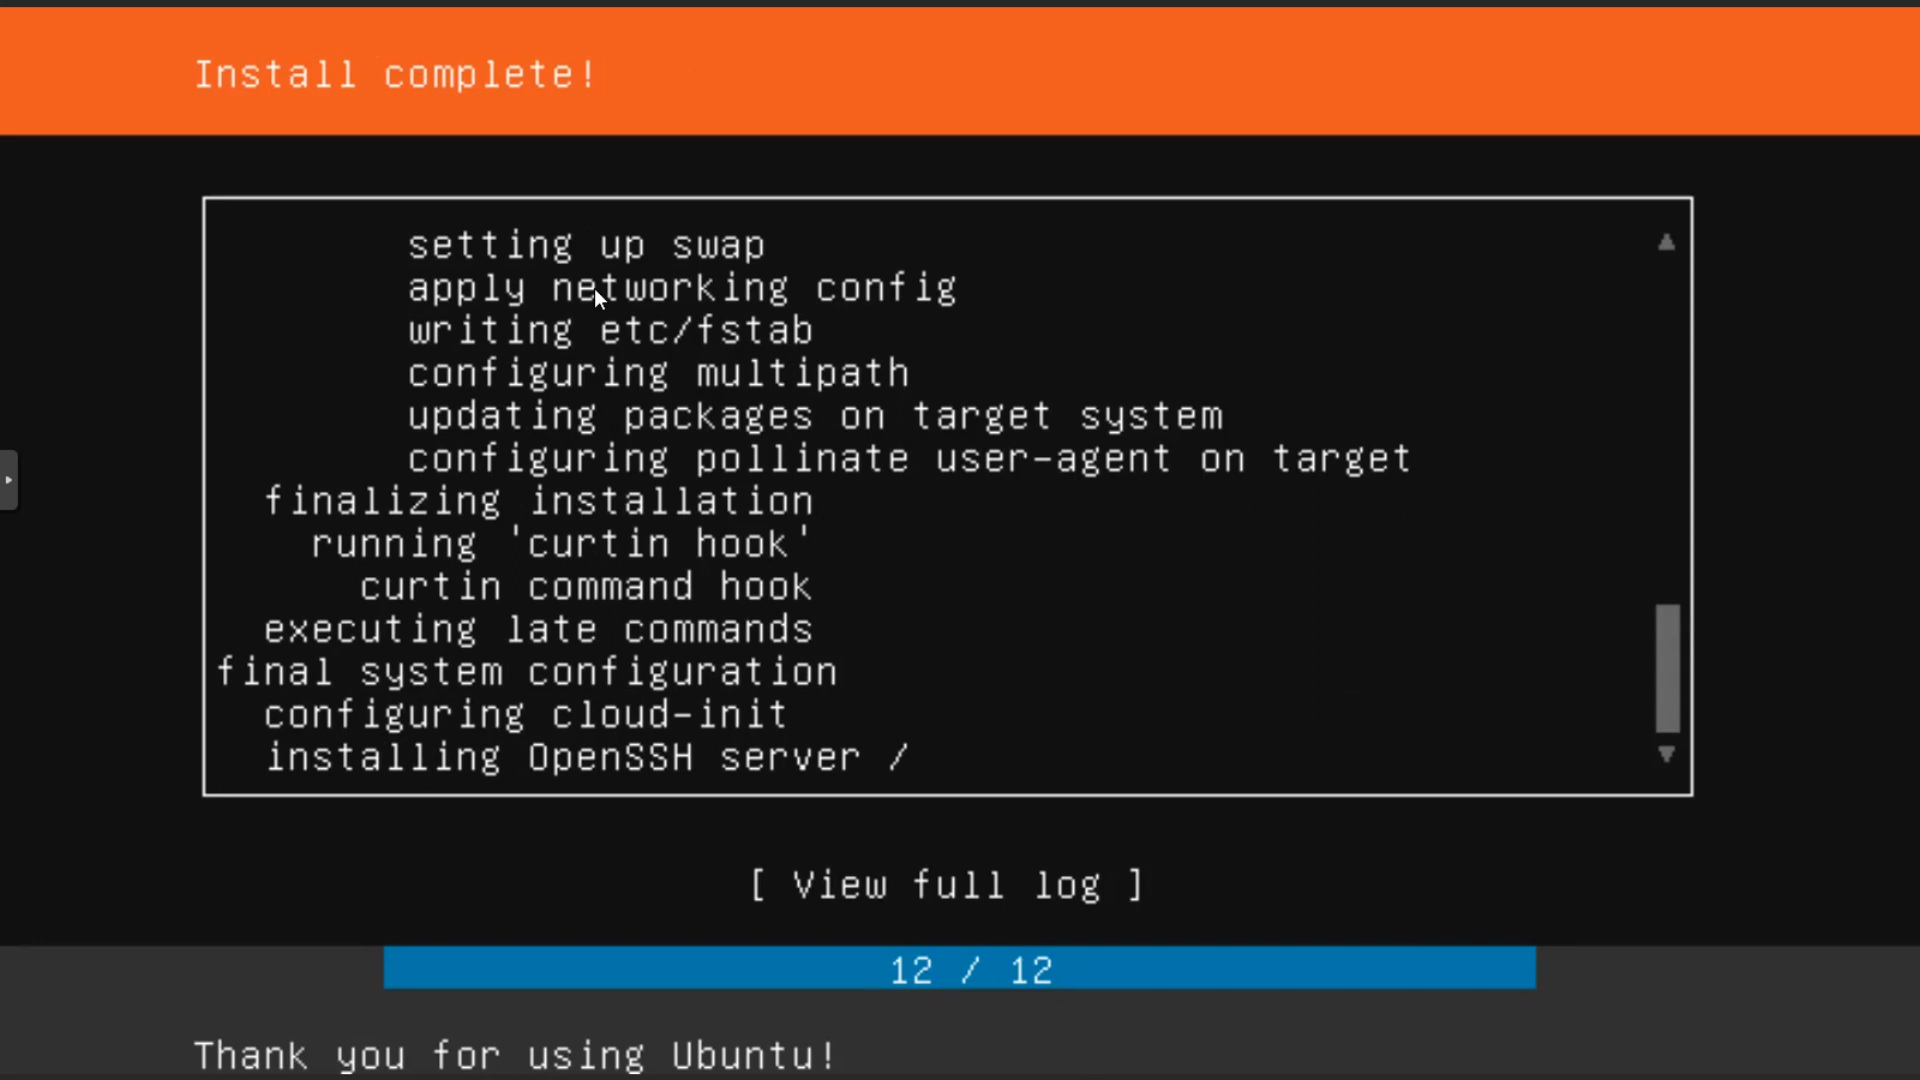 Install complete!
setting up swap
apply networking config
writing etc/fstab
configuring multipath
updating packages on target system
configuring pollinate user-agent on target
finalizing installation
running 'curtin hook'
curtin command hook
executing late commands
final system configuration
configuring cloud-init
installing OpenSSH server /
[ View full log ]
12 / 12
Thank you for using Ubuntu!